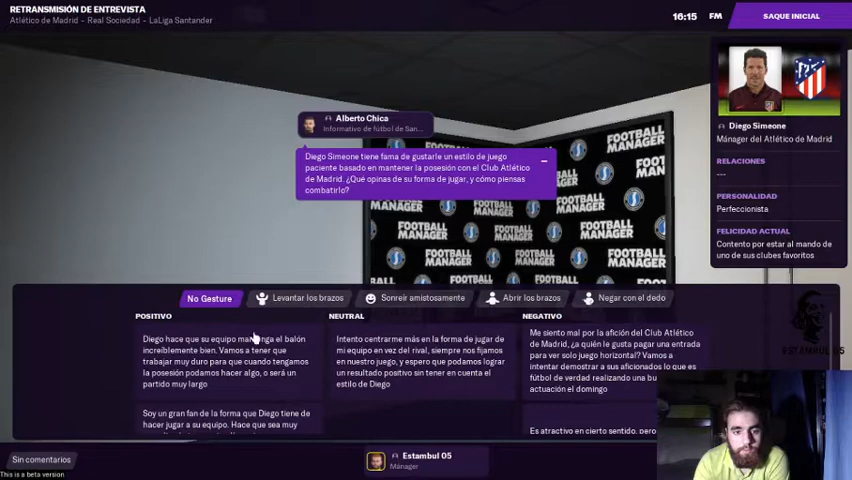 RETRANSMISIÓN DE ENTREVISTA
Atlético de Madrid - Real Sociedad - LaLiga Santander
16:15
FM
SAQUE INICIAL
Alberto Chica
Informativo de fútbol de San...
Diego Simeone tiene fama de gustarle un estilo de juego
paciente basado en mantener la posesión con el Club Atlético
de Madrid. ¿Qué opinas de su forma de jugar, y cómo piensas
combatirlo?
FOOTBALL
MANAGER
FOOTBALL
MANAGER
FOOTBALL
MANAGER
FOOTBALL
MANAGER
Diego Simeone
Mánager del Atlético de Madrid
RELACIONES
---
PERSONALIDAD
Perfeccionista
FELICIDAD ACTUAL
Contento por estar al mando de
uno de sus clubes favoritos
No Gesture
Levantar los brazos
Sonreír amistosamente
Abrir los brazos
Negar con el dedo
POSITIVO
NEUTRAL
NEGATIVO
Diego hace que su equipo mantenga el balón
increíblemente bien. Vamos a tener que
trabajar muy duro para que cuando tengamos
la posesión podamos hacer algo, o será un
partido muy largo
Soy un gran fan de la forma que Diego tiene de
hacer jugar a su equipo. Hace que sea muy
Intento centrarme más en la forma de jugar de
mi equipo en vez del rival, siempre nos fijamos
en nuestro juego, y espero que podamos lograr
un resultado positivo sin tener en cuenta el
estilo de Diego
Me siento mal por la afición del Club Atlético
de Madrid, ¿a quién le gusta pagar una entrada
para ver solo juego horizontal? Vamos a
intentar demostrar a sus aficionados lo que es
fútbol de verdad realizando una
actuación el domingo
Es atractivo en cierto sentido, pero
ESTAMBUL 05
Sin comentarios
This is a beta version
Estambul 05
Mánager